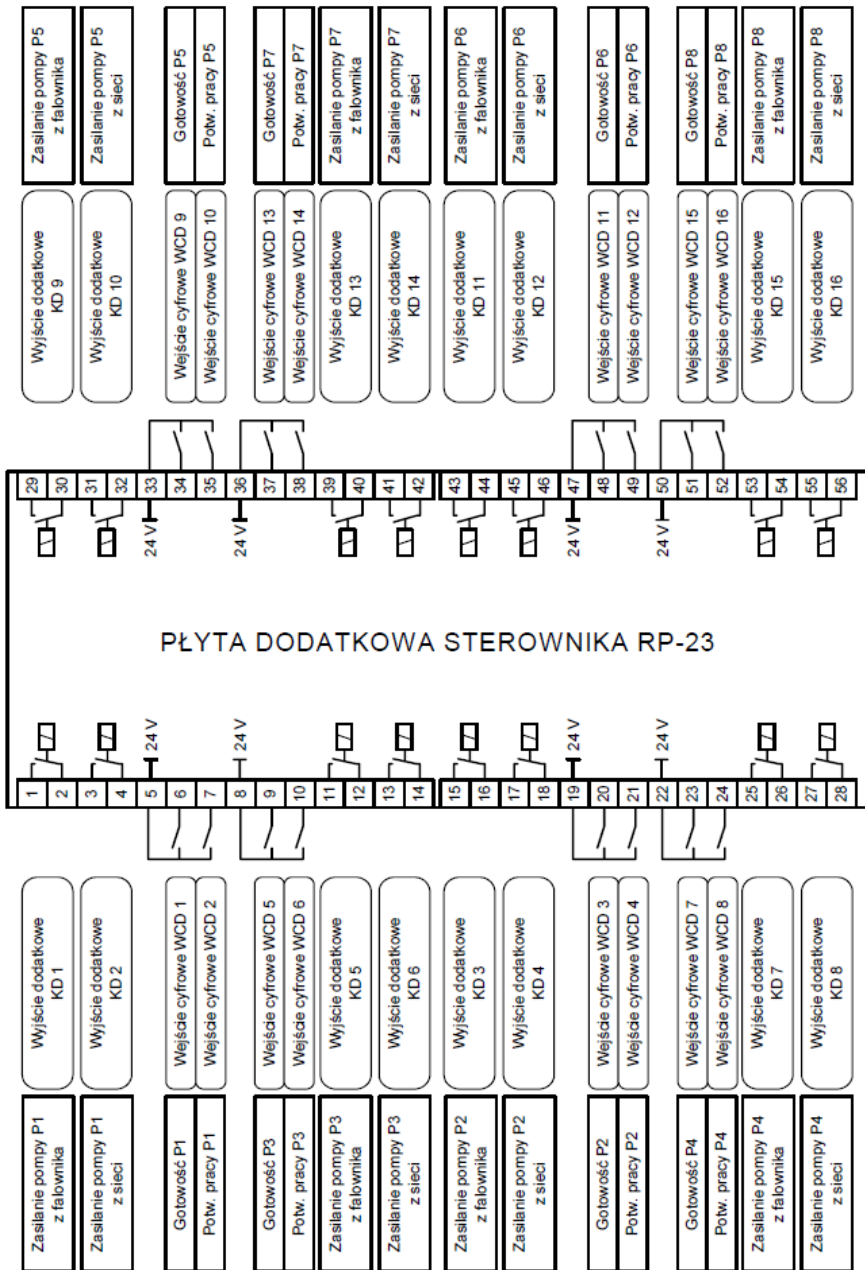 Zasilanie pompy P5
z falownika
Zasilanie pompy P5
z sieci
Gotowość P5
Potw. pracy P5
Gotowość P7
Potw. pracy P7
Zasilanie pompy P7
z falownika
Zasilanie pompy P7
z sieci
Zasilanie pompy P6
z falownika
Zasilanie pompy P6
z sieci
Gotowość P6
Potw. pracy P6
Gotowość P8
Potw. pracy P8
Zasilanie pompy P8
z falownika
Zasilanie pompy P8
z sieci
Wyjście dodatkowe
KD 9
Wyjście dodatkowe
KD 10
Wejście cyfrowe WCD 9
Wejście cyfrowe WCD 10
Wejście cyfrowe WCD 13
Wejście cyfrowe WCD 14
Wyjście dodatkowe
KD 13
Wyjście dodatkowe
KD 14
Wyjście dodatkowe
KD 11
Wyjście dodatkowe
KD 12
Wejście cyfrowe WCD 11
Wejście cyfrowe WCD 12
Wejście cyfrowe WCD 15
Wejście cyfrowe WCD 16
Wyjście dodatkowe
KD 15
Wyjście dodatkowe
KD 16
29
30
31
32
33
34
35
36
37
38
39
40
41
42
43
44
45
46
47
48
49
50
51
52
53
54
55
56
24 V
24 V
24 V
24 V
PŁYTA DODATKOWA STEROWNIKA RP-23
24 V
24 V
24 V
24 V
1
2
3
4
5
6
7
8
9
10
11
12
13
14
15
16
17
18
19
20
21
22
23
24
25
26
27
28
Wyjście dodatkowe
KD 1
Wyjście dodatkowe
KD 2
Wejście cyfrowe WCD 1
Wejście cyfrowe WCD 2
Wejście cyfrowe WCD 5
Wejście cyfrowe WCD 6
Wyjście dodatkowe
KD 5
Wyjście dodatkowe
KD 6
Wyjście dodatkowe
KD 3
Wyjście dodatkowe
KD 4
Wejście cyfrowe WCD 3
Wejście cyfrowe WCD 4
Wejście cyfrowe WCD 7
Wejście cyfrowe WCD 8
Wyjście dodatkowe
KD 7
Wyjście dodatkowe
KD 8
Zasilanie pompy P1
z falownika
Zasilanie pompy P1
z sieci
Gotowość P1
Potw. pracy P1
Gotowość P3
Potw. pracy P3
Zasilanie pompy P3
z falownika
Zasilanie pompy P3
z sieci
Zasilanie pompy P2
z falownika
Zasilanie pompy P2
z sieci
Gotowość P2
Potw. pracy P2
Gotowość P4
Potw. pracy P4
Zasilanie pompy P4
z falownika
Zasilanie pompy P4
z sieci